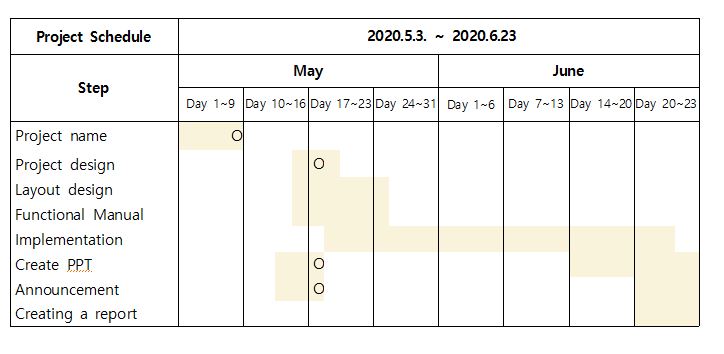 Project Schedule 2020.5.3. ~ 2020.6.23
Step May June
Day 1~9 Day 10~16 Day 17~23 Day 24~31 Day 1~6 Day 7~13 Day 14~20 Day 20~23
Project name O
Project design O
Layout design
Functional Manual
Implementation
Create PPT O
Announcement O
Creating a report